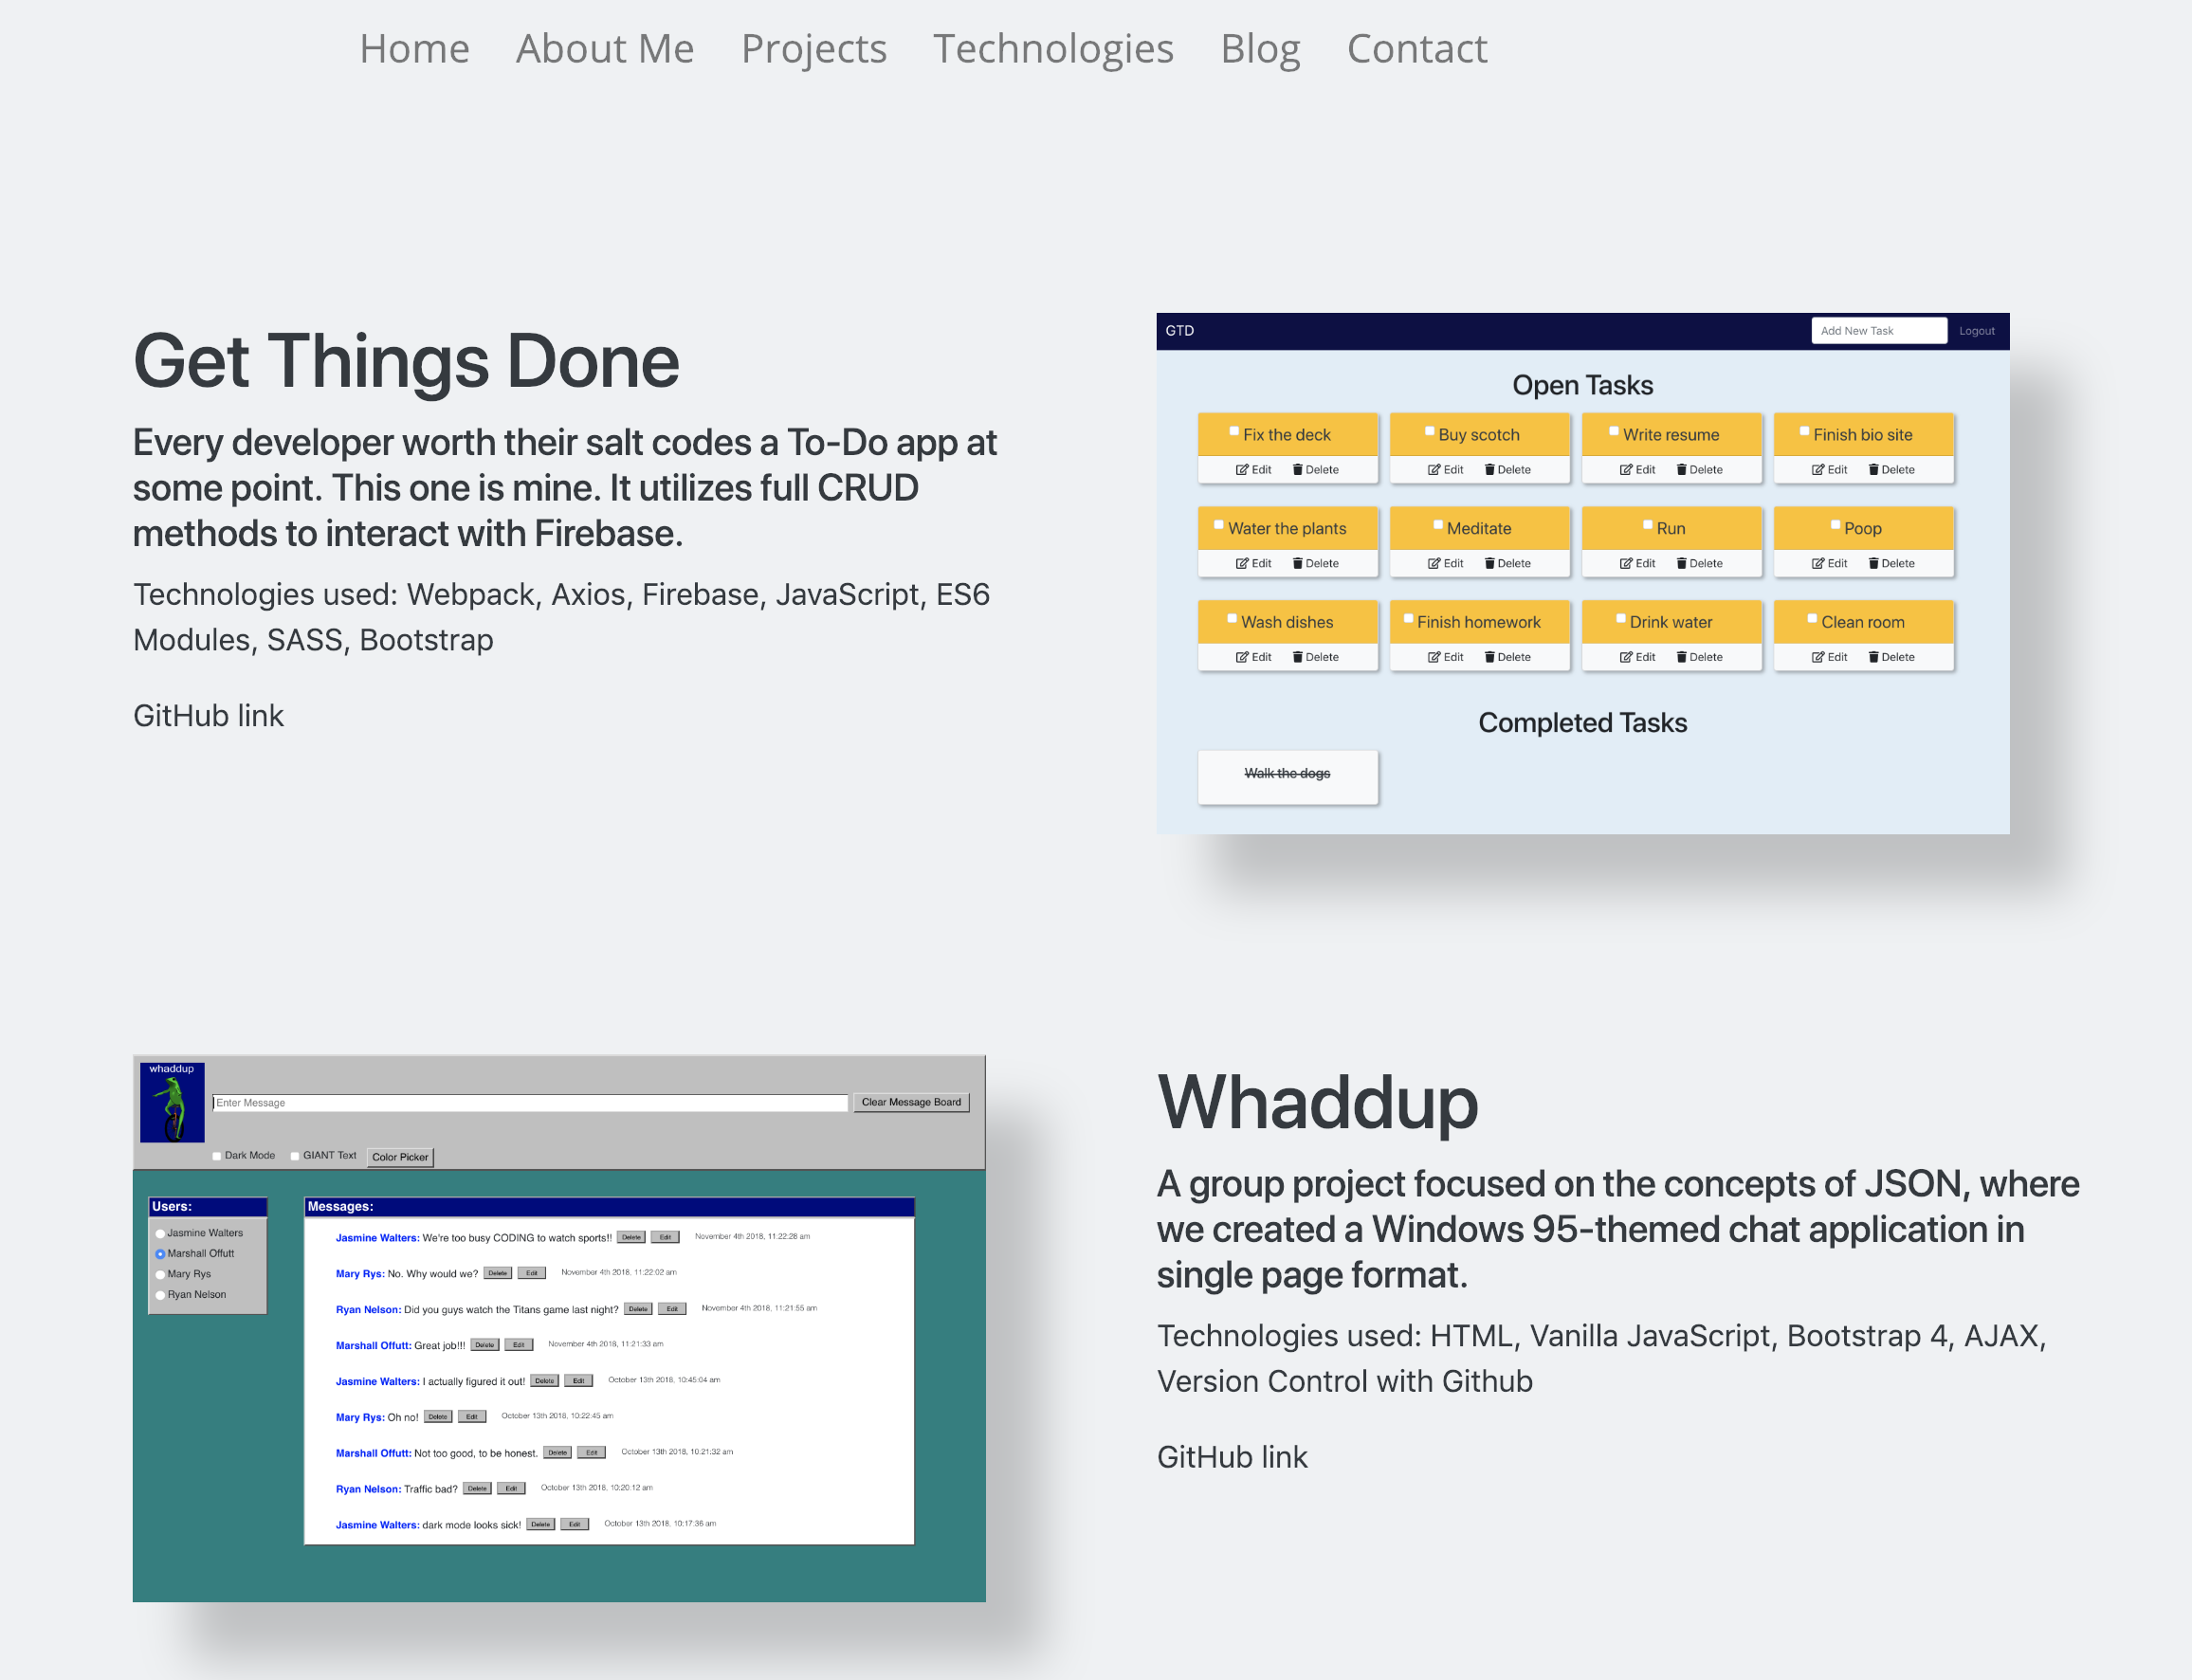 Home About Me Projects Technologies Blog Contact
Get Things Done
Every developer worth their salt codes a To-Do app at
some point. This one is mine. It utilizes full CRUD
methods to interact with Firebase.
Technologies used: Webpack, Axios, Firebase, JavaScript, ES6
Modules, SASS, Bootstrap
GitHub link
GTD Add New Task Logout
Open Tasks
Fix the deck Buy scotch Write resume Finish bio site
Edit Delete Edit Delete Edit Delete Edit Delete
Water the plants Meditate Run Poop
Edit Delete Edit Delete Edit Delete Edit Delete
Wash dishes Finish homework Drink water Clean room
Edit Delete Edit Delete Edit Delete Edit Delete
Completed Tasks
Walk the dogs
whaddup
Enter Message Clear Message Board
Dark Mode GIANT Text Color Picker
Users:
Jasmine Walters
Marshall Offutt
Mary Rys
Ryan Nelson
Messages:
Jasmine Walters: We're too busy CODING to watch sports!! Delete Edit November 4th 2018, 11:22:28 am
Mary Rys: No. Why would we? Delete Edit November 4th 2018, 11:22:02 am
Ryan Nelson: Did you guys watch the Titans game last night? Delete Edit November 4th 2018, 11:21:55 am
Marshall Offutt: Great job!!! Delete Edit November 4th 2018, 11:21:33 am
Jasmine Walters: I actually figured it out! Delete Edit October 13th 2018, 10:45:04 am
Mary Rys: Oh no! Delete Edit October 13th 2018, 10:22:45 am
Marshall Offutt: Not too good, to be honest. Delete Edit October 13th 2018, 10:21:32 am
Ryan Nelson: Traffic bad? Delete Edit October 13th 2018, 10:20:12 am
Jasmine Walters: dark mode looks sick! Delete Edit October 13th 2018, 10:17:36 am
Whaddup
A group project focused on the concepts of JSON, where
we created a Windows 95-themed chat application in
single page format.
Technologies used: HTML, Vanilla JavaScript, Bootstrap 4, AJAX,
Version Control with Github
GitHub link